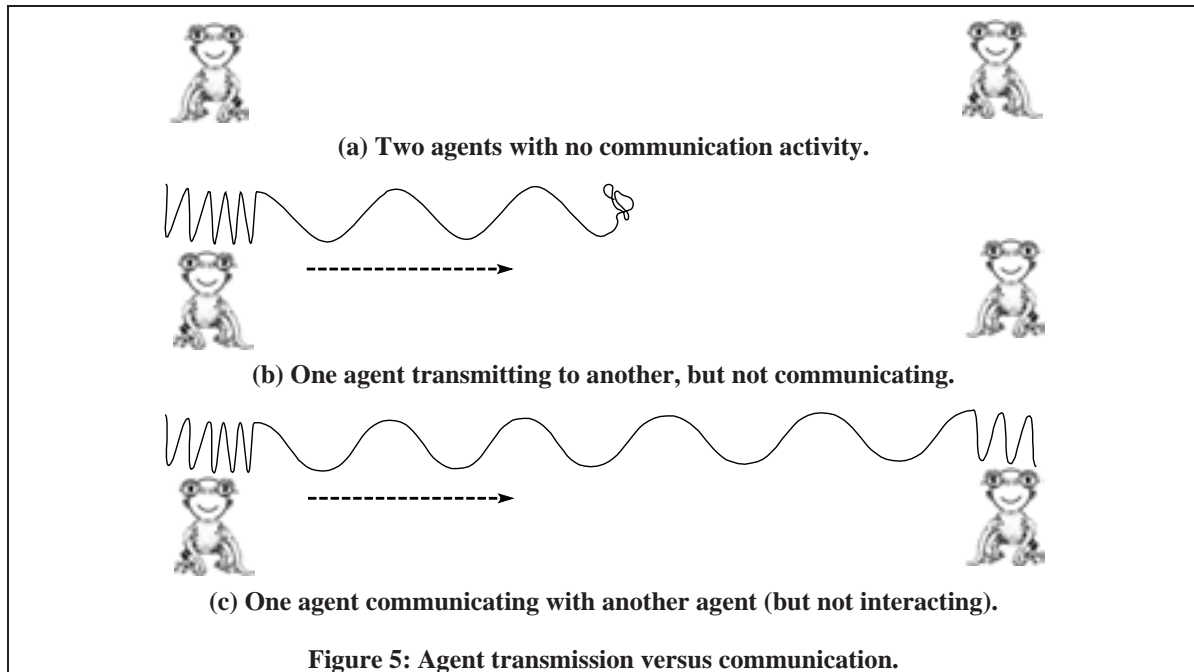 (a) Two agents with no communication activity.
(b) One agent transmitting to another, but not communicating.
(c) One agent communicating with another agent (but not interacting).
Figure 5: Agent transmission versus communication.